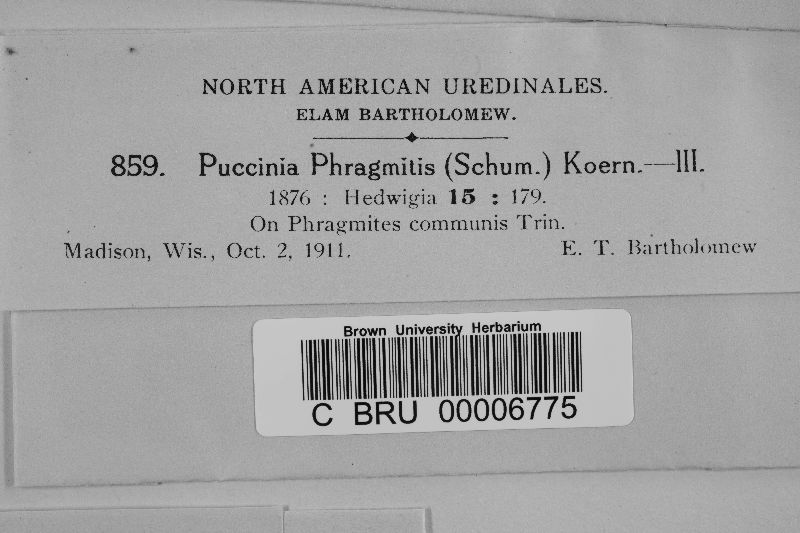 NORTH AMERICAN UREDINALES.
ELAM BARTHOLOMEW.
859. Puccinia Phragmitis (Schum.) Koern.—III.
1876 : Hedwigia 15 : 179.
On Phragmites communis Trin.
Madison, Wis., Oct. 2, 1911. E. T. Bartholomew
Brown University Herbarium
C BRU 00006775